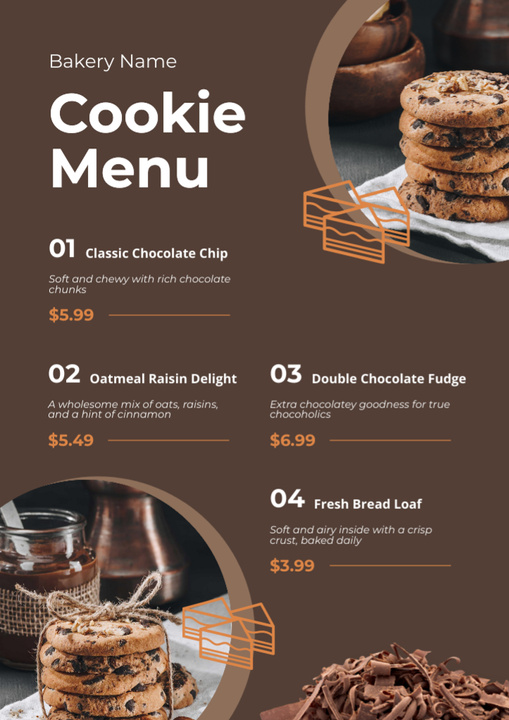 Bakery Name
Cookie
Menu
01 Classic Chocolate Chip
Soft and chewy with rich chocolate
chunks
$5.99
02 Oatmeal Raisin Delight
A wholesome mix of oats, raisins,
and a hint of cinnamon
$5.49
03 Double Chocolate Fudge
Extra chocolatey goodness for true
chocoholics
$6.99
04 Fresh Bread Loaf
Soft and airy inside with a crisp
crust, baked daily
$3.99